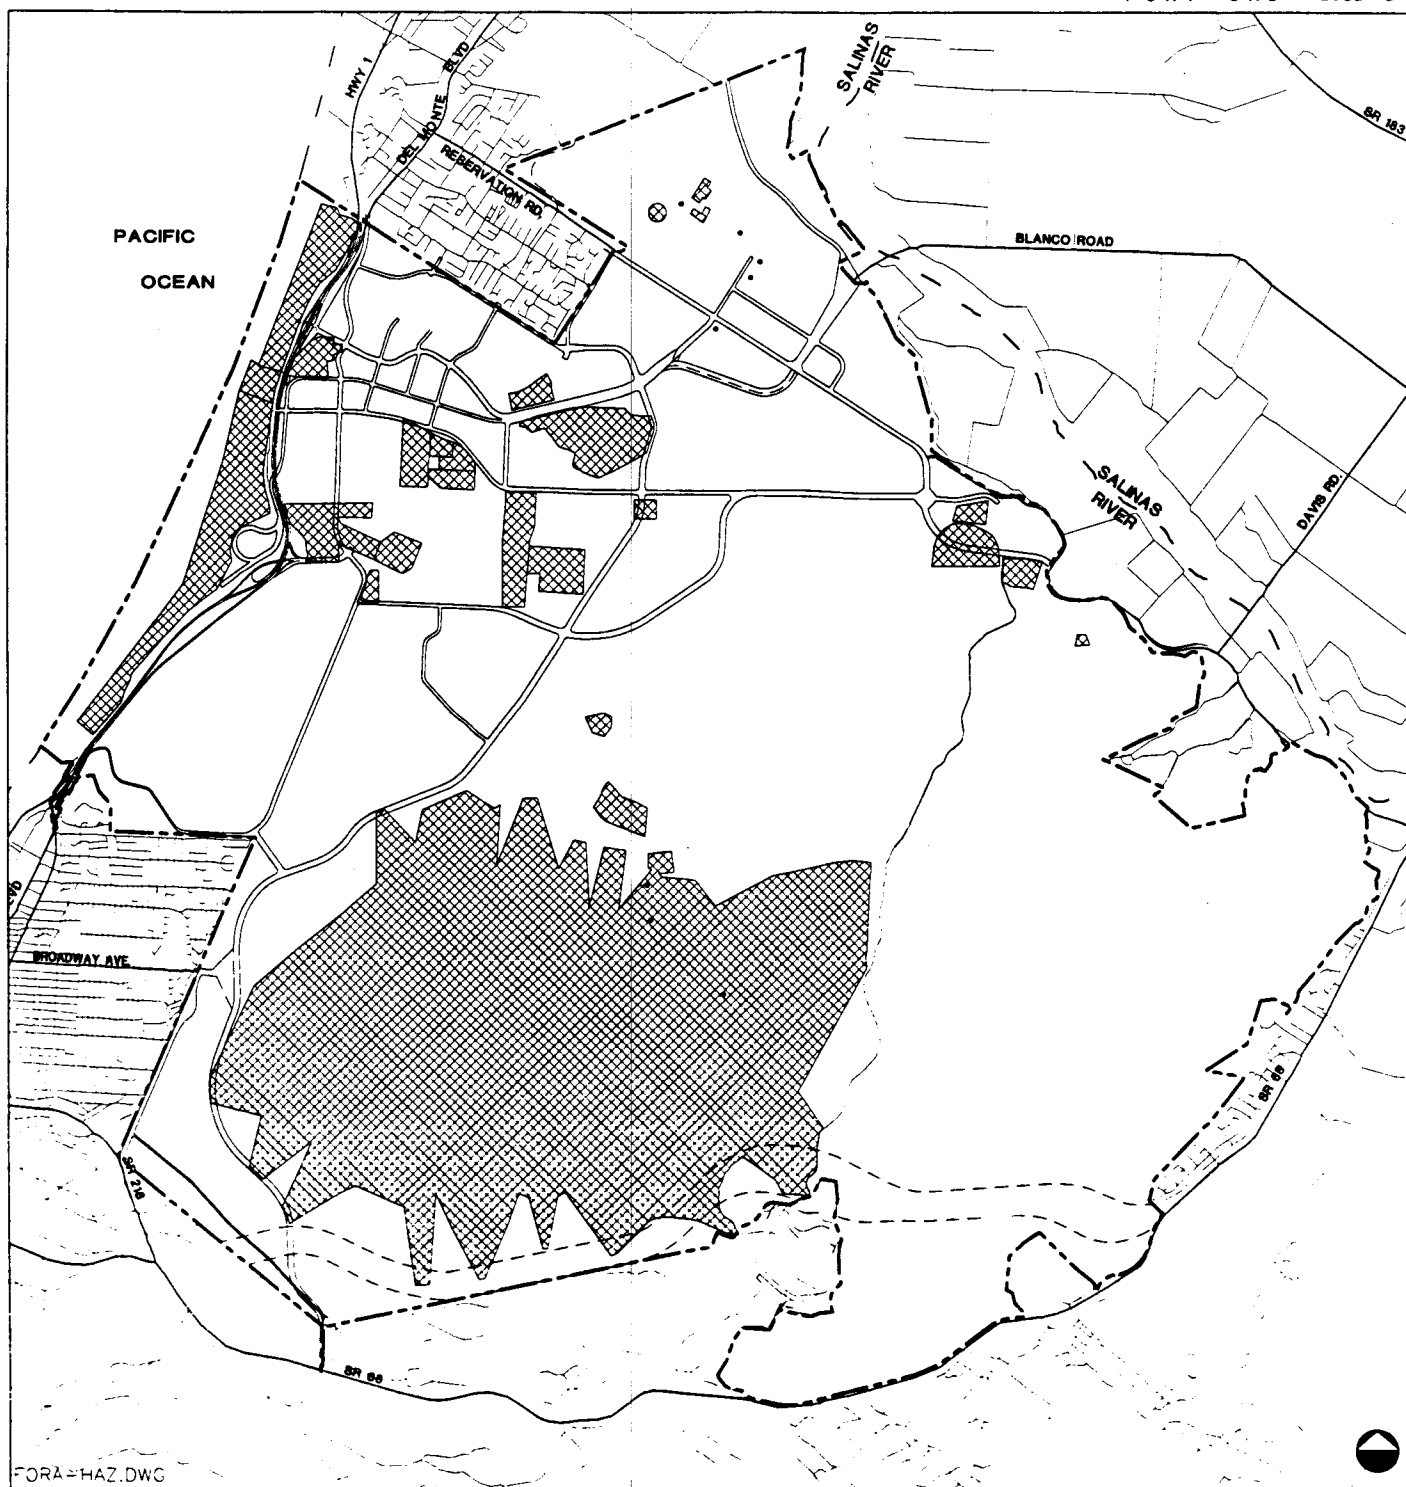 SALINAS
RIVER
HWY 1
DEL MONTE BLVD
SR 183
RESERVATION RD.
PACIFIC
OCEAN
BLANCO ROAD
SALINAS
RIVER
DAVIS RD.
BROADWAY AVE
SR 68
SR 218
SR 68
FORA-HAZ.DWG